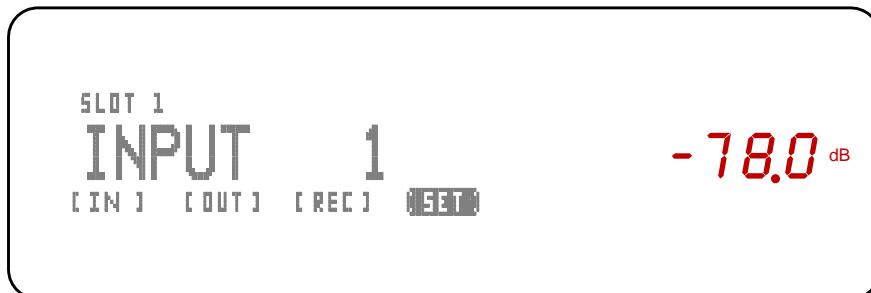 SLOT 1
INPUT 1
-78.0 dB
[IN] [OUT] [REC] [SET]